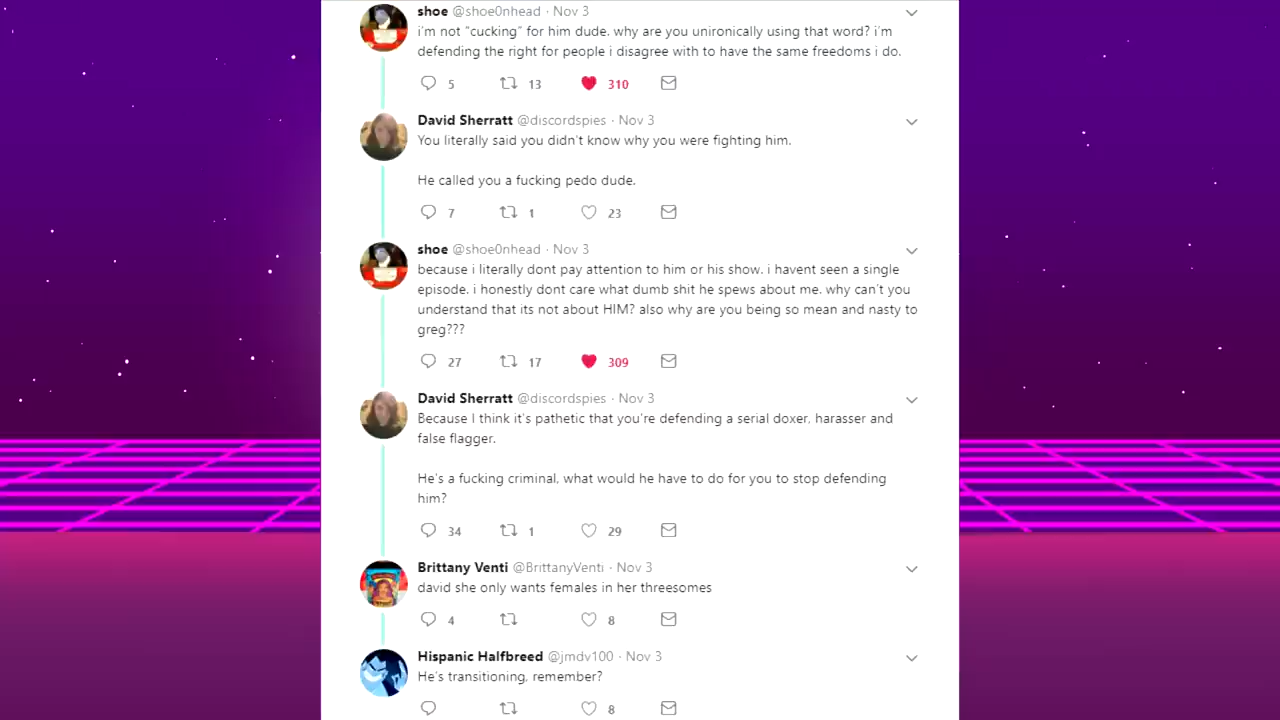 shoe @shoe0nhead · Nov 3
i'm not "cucking" for him dude. why are you unironically using that word? i'm
defending the right for people i disagree with to have the same freedoms i do.
5 13 310
David Sherratt @discordspies · Nov 3
You literally said you didn't know why you were fighting him.
He called you a fucking pedo dude.
7 1 23
shoe @shoe0nhead · Nov 3
because i literally dont pay attention to him or his show. i havent seen a single
episode. i honestly dont care what dumb shit he spews about me. why can't you
understand that its not about HIM? also why are you being so mean and nasty to
greg???
27 17 309
David Sherratt @discordspies · Nov 3
Because I think it's pathetic that you're defending a serial doxer, harasser and
false flagger.
He's a fucking criminal, what would he have to do for you to stop defending
him?
34 1 29
Brittany Venti @BrittanyVenti · Nov 3
david she only wants females in her threesomes
4 8
Hispanic Halfbreed @jmdv100 · Nov 3
He's transitioning, remember?
8